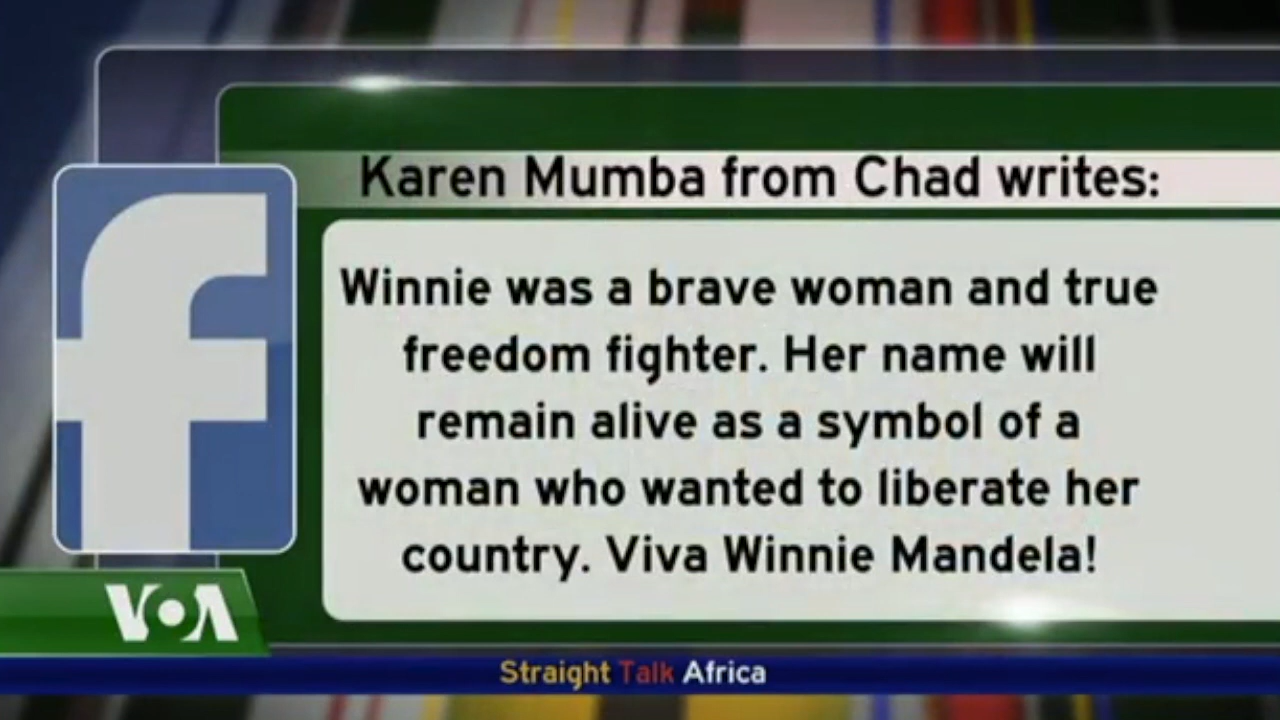 Karen Mumba from Chad writes:
Winnie was a brave woman and true
freedom fighter. Her name will
remain alive as a symbol of a
woman who wanted to liberate her
country. Viva Winnie Mandela!
VOA
Straight Talk Africa